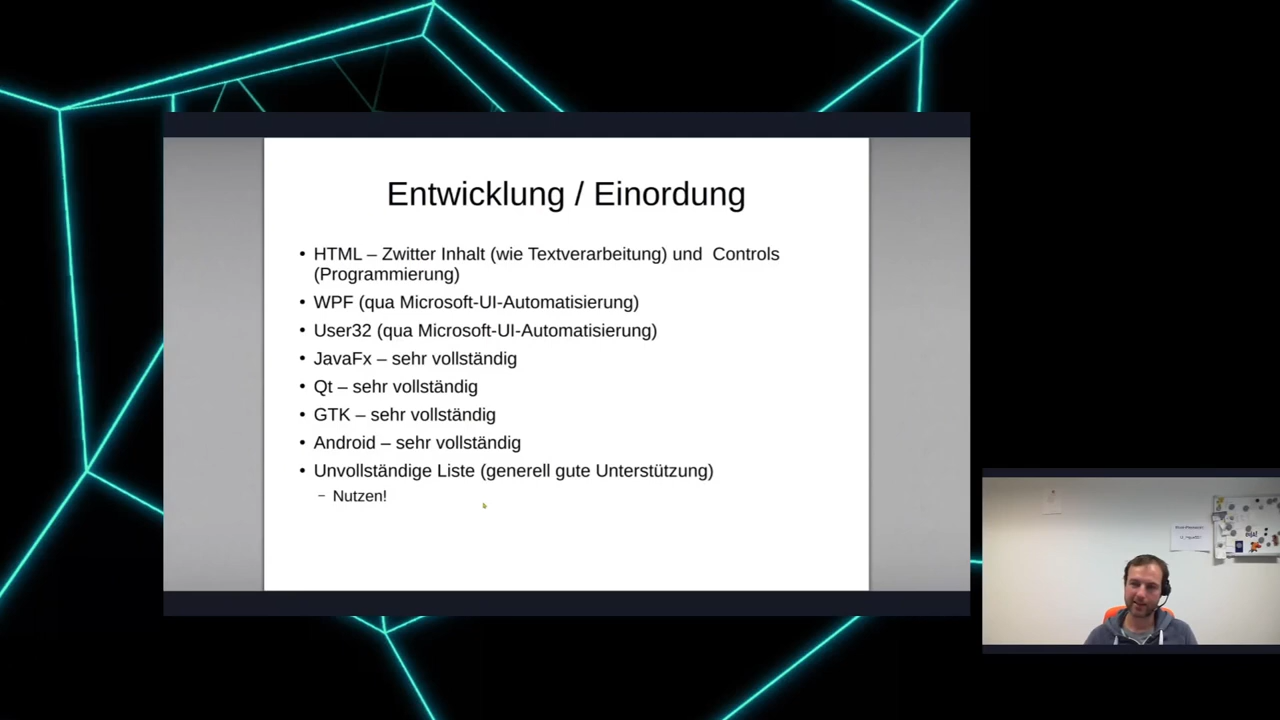 Entwicklung / Einordung
• HTML – Zwitter Inhalt (wie Textverarbeitung) und  Controls
(Programmierung)
• WPF (qua Microsoft-UI-Automatisierung)
• User32 (qua Microsoft-UI-Automatisierung)
• JavaFx – sehr vollständig
• Qt – sehr vollständig
• GTK – sehr vollständig
• Android – sehr vollständig
• Unvollständige Liste (generell gute Unterstützung)
– Nutzen!